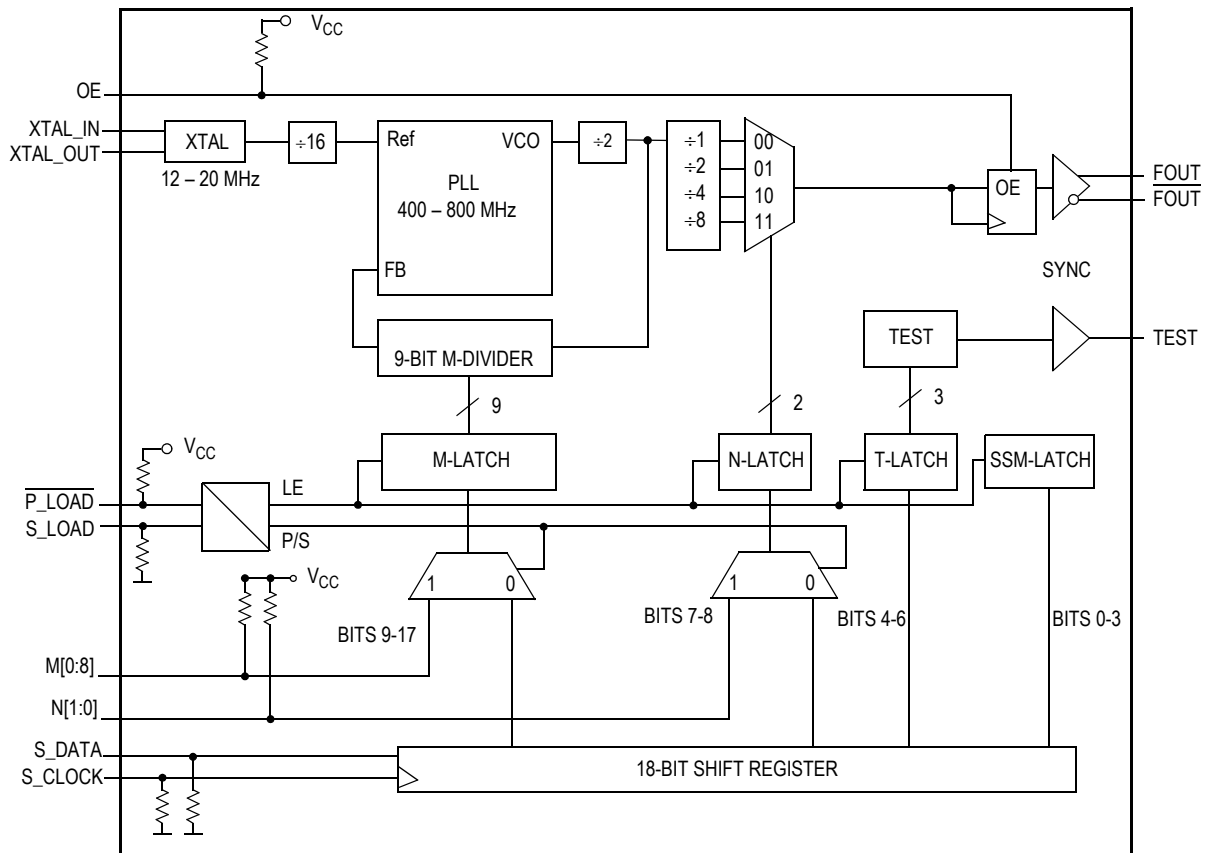 V_CC
OE
XTAL_IN
XTAL_OUT
XTAL
12 – 20 MHz
÷16
Ref
VCO
PLL
400 – 800 MHz
FB
÷2
÷1
÷2
÷4
÷8
00
01
10
11
OE
FOUT
FOUT
SYNC
9-BIT M-DIVIDER
TEST
TEST
9
2
3
V_CC
M-LATCH
N-LATCH
T-LATCH
SSM-LATCH
P_LOAD
S_LOAD
LE
P/S
V_CC
1
0
1
0
BITS 9-17
BITS 7-8
BITS 4-6
BITS 0-3
M[0:8]
N[1:0]
S_DATA
S_CLOCK
18-BIT SHIFT REGISTER